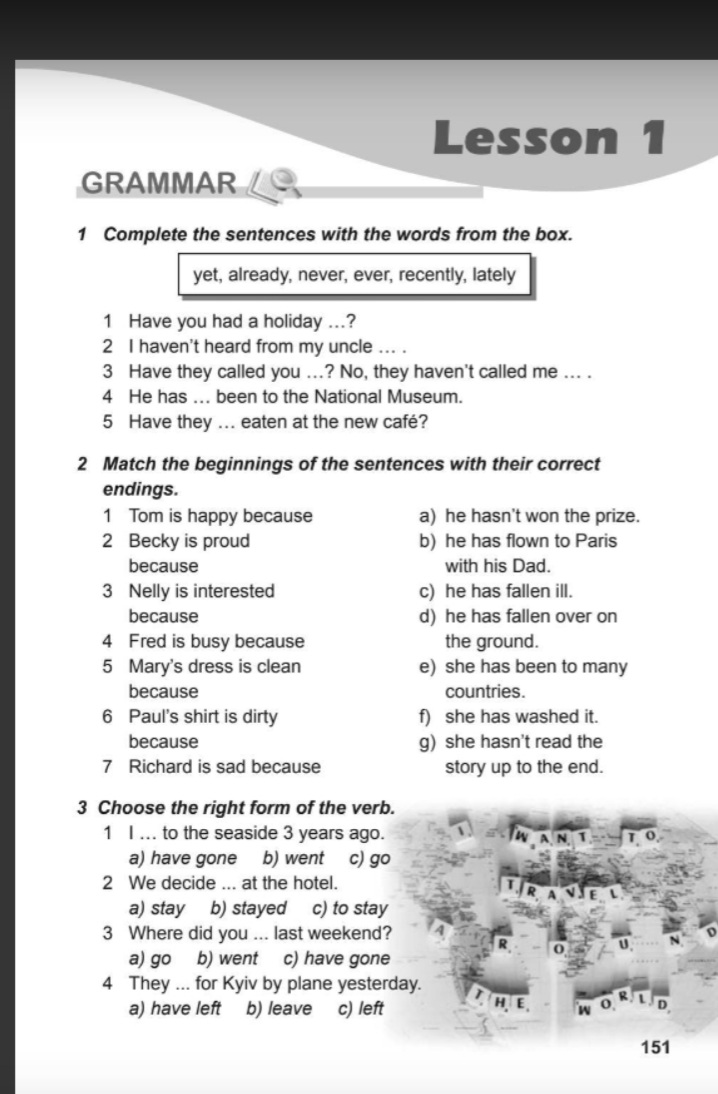 Lesson 1
GRAMMAR
1 Complete the sentences with the words from the box.
yet, already, never, ever, recently, lately
1 Have you had a holiday …?
2 I haven't heard from my uncle … .
3 Have they called you …? No, they haven't called me … .
4 He has … been to the National Museum.
5 Have they … eaten at the new café?
2 Match the beginnings of the sentences with their correct
endings.
1 Tom is happy because
2 Becky is proud
because
3 Nelly is interested
because
4 Fred is busy because
5 Mary's dress is clean
because
6 Paul's shirt is dirty
because
7 Richard is sad because
a) he hasn't won the prize.
b) he has flown to Paris
with his Dad.
c) he has fallen ill.
d) he has fallen over on
the ground.
e) she has been to many
countries.
f) she has washed it.
g) she hasn't read the
story up to the end.
3 Choose the right form of the verb.
1 I … to the seaside 3 years ago.
a) have gone b) went c) go
2 We decide ... at the hotel.
a) stay b) stayed c) to stay
3 Where did you ... last weekend?
a) go b) went c) have gone
4 They ... for Kyiv by plane yesterday.
a) have left b) leave c) left
I WANT TO
TRAVEL
AROUND
THE WORLD
151